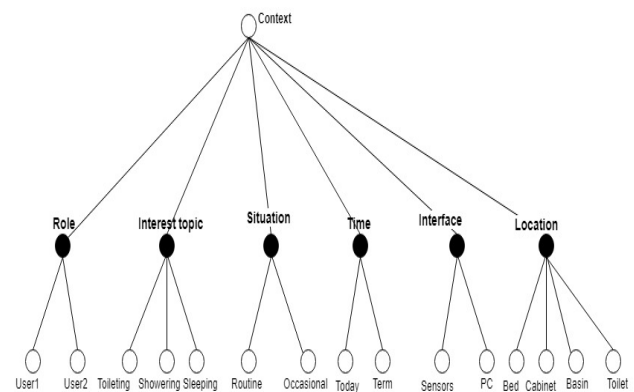 Context
Role
Interest topic
Situation
Time
Interface
Location
User1
User2
Toileting
Showering
Sleeping
Routine
Occasional
Today
Term
Sensors
PC
Bed
Cabinet
Basin
Toilet